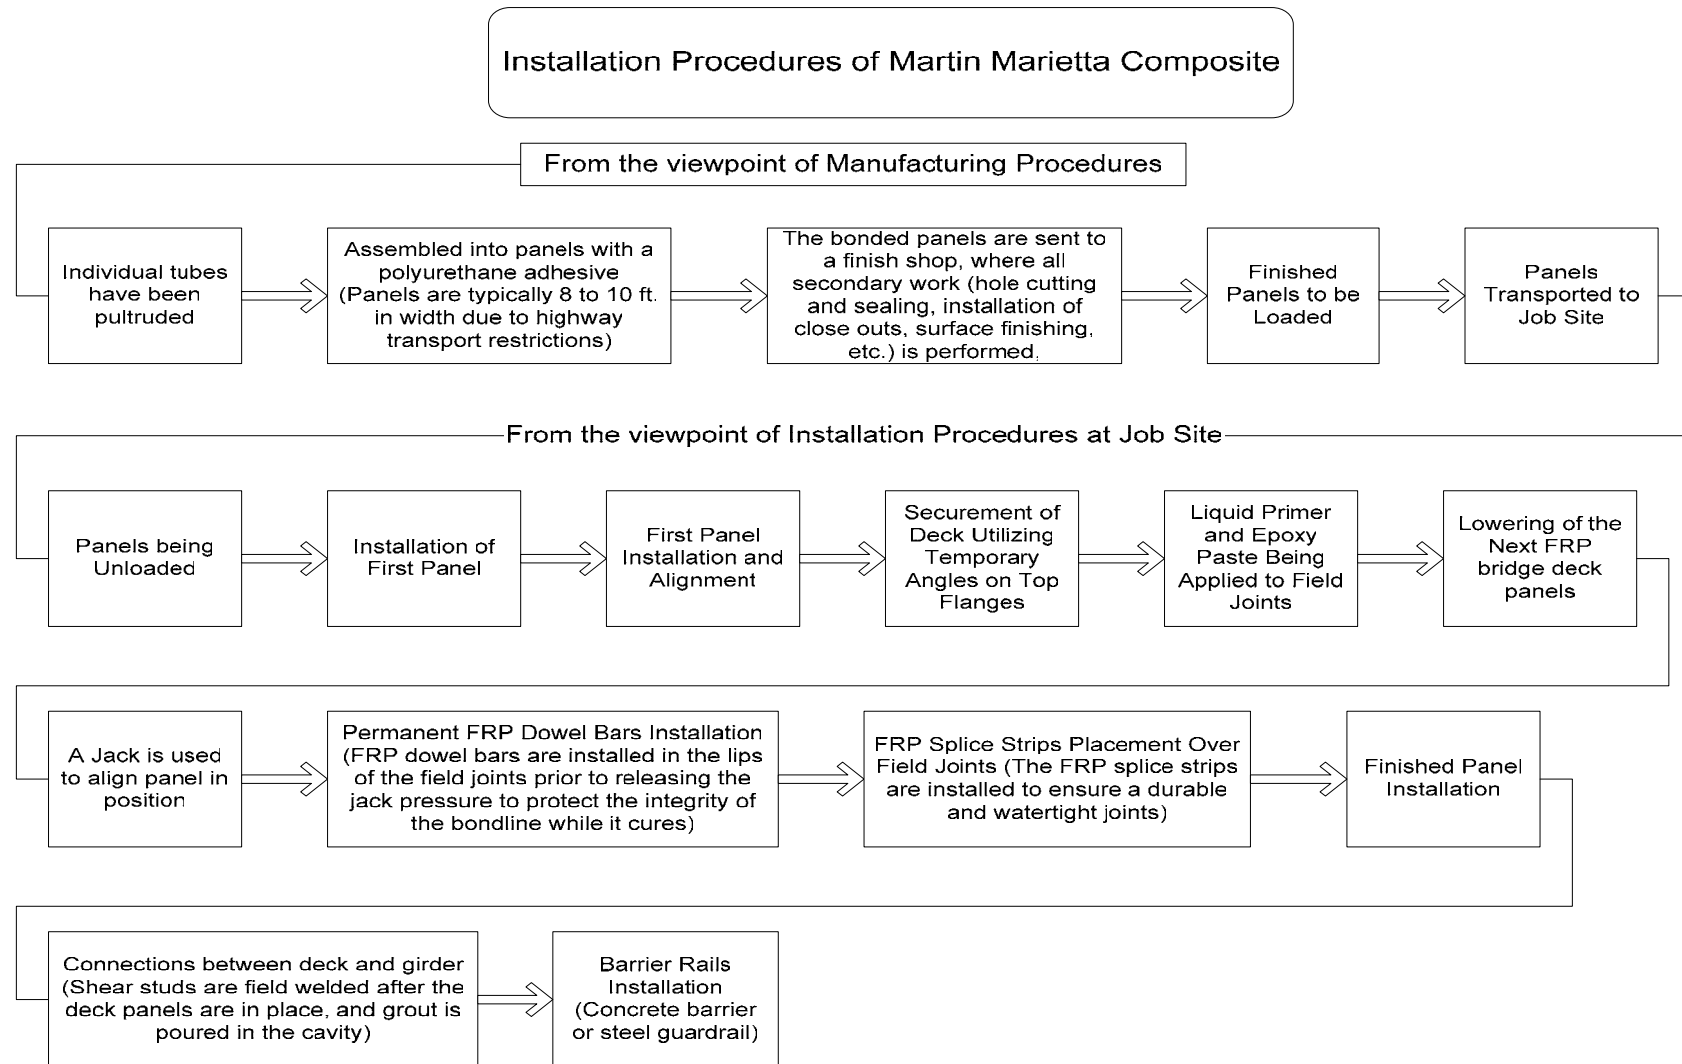 Installation Procedures of Martin Marietta Composite
From the viewpoint of Manufacturing Procedures
Individual tubes
have been
pultruded
Assembled into panels with a
polyurethane adhesive
(Panels are typically 8 to 10 ft.
in width due to highway
transport restrictions)
The bonded panels are sent to
a finish shop, where all
secondary work (hole cutting
and sealing, installation of
close outs, surface finishing,
etc.) is performed,
Finished
Panels to be
Loaded
Panels
Transported to
Job Site
From the viewpoint of Installation Procedures at Job Site
Panels being
Unloaded
Installation of
First Panel
First Panel
Installation and
Alignment
Securement of
Deck Utilizing
Temporary
Angles on Top
Flanges
Liquid Primer
and Epoxy
Paste Being
Applied to Field
Joints
Lowering of the
Next FRP
bridge deck
panels
A Jack is used
to align panel in
position
Permanent FRP Dowel Bars Installation
(FRP dowel bars are installed in the lips
of the field joints prior to releasing the
jack pressure to protect the integrity of
the bondline while it cures)
FRP Splice Strips Placement Over
Field Joints (The FRP splice strips
are installed to ensure a durable
and watertight joints)
Finished Panel
Installation
Connections between deck and girder
(Shear studs are field welded after the
deck panels are in place, and grout is
poured in the cavity)
Barrier Rails
Installation
(Concrete barrier
or steel guardrail)